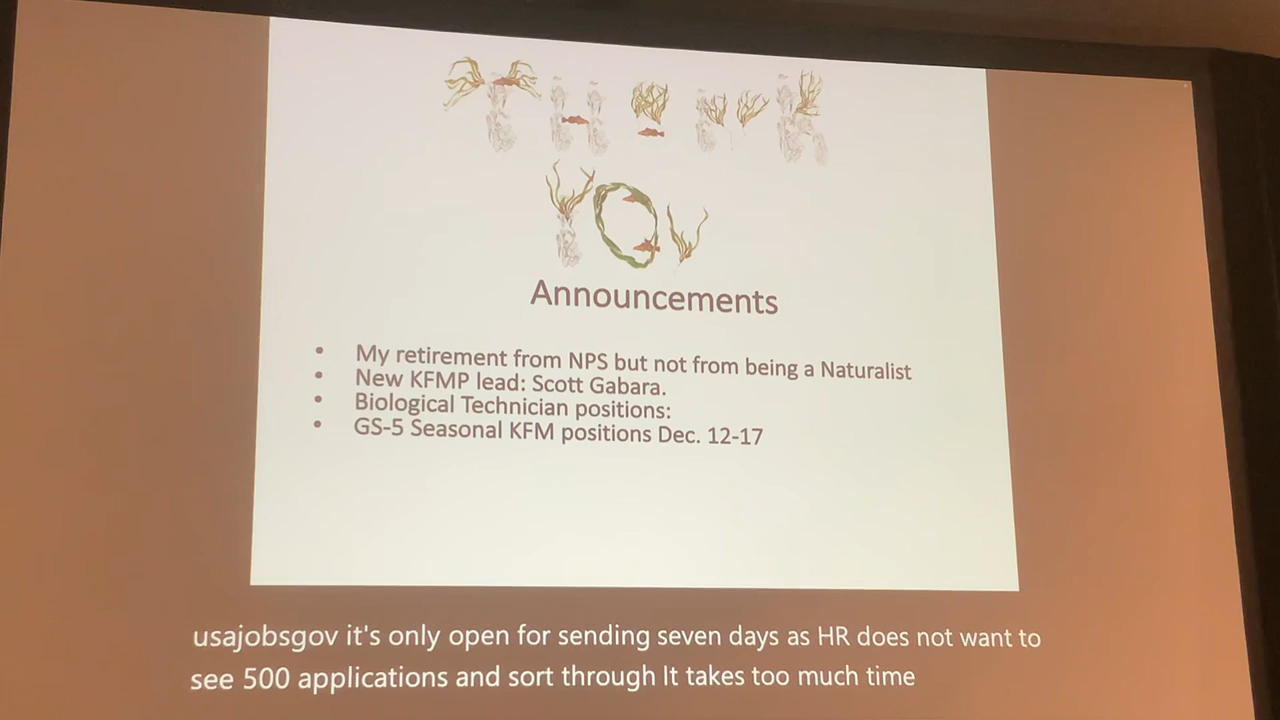 THANK
YOU
Announcements
• My retirement from NPS but not from being a Naturalist
• New KFMP lead: Scott Gabara.
• Biological Technician positions:
• GS-5 Seasonal KFM positions Dec. 12-17
usajobsgov it's only open for sending seven days as HR does not want to
see 500 applications and sort through It takes too much time